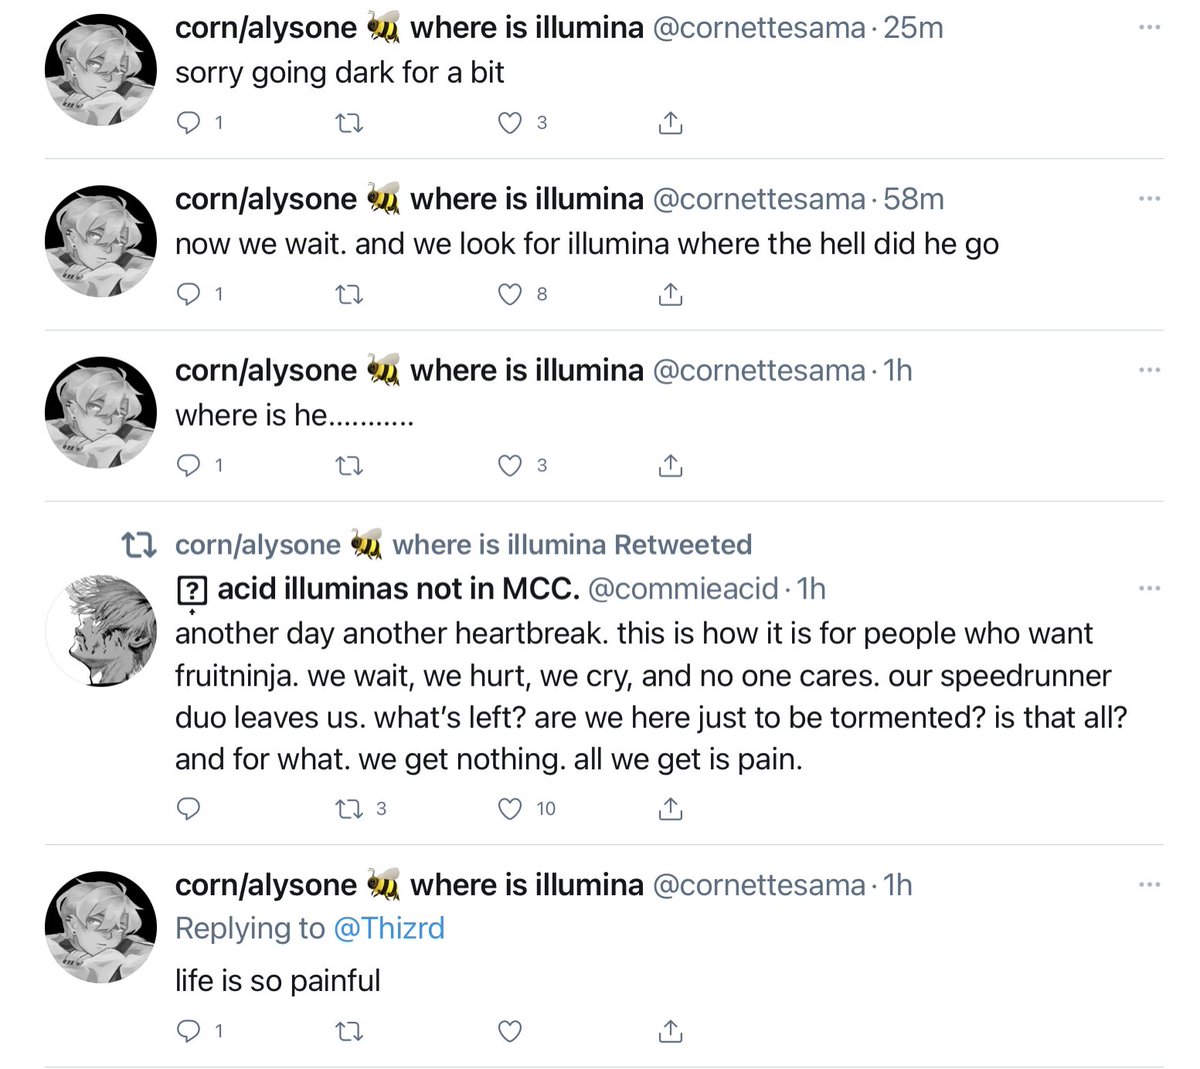 corn/alysone 🐝 where is illumina @cornettesama · 25m
sorry going dark for a bit
1 3
corn/alysone 🐝 where is illumina @cornettesama · 58m
now we wait. and we look for illumina where the hell did he go
1 8
corn/alysone 🐝 where is illumina @cornettesama · 1h
where is he...........
1 3
corn/alysone 🐝 where is illumina Retweeted
? acid illuminas not in MCC. @commieacid · 1h
another day another heartbreak. this is how it is for people who want
fruitninja. we wait, we hurt, we cry, and no one cares. our speedrunner
duo leaves us. what's left? are we here just to be tormented? is that all?
and for what. we get nothing. all we get is pain.
3 10
corn/alysone 🐝 where is illumina @cornettesama · 1h
Replying to @Thizrd
life is so painful
1